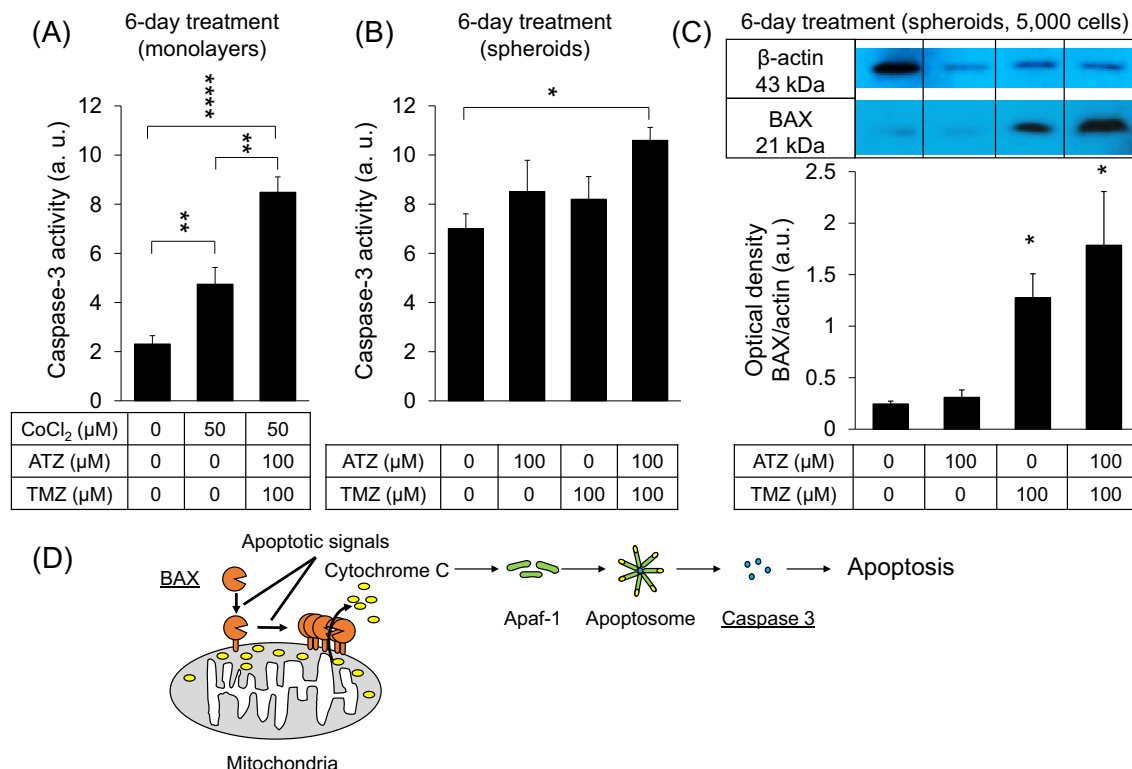 (A)
6-day treatment
(monolayers)
****
**
**
Caspase-3 activity (a. u.)
12
10
8
6
4
2
0
CoCl₂ (µM) 0 50 50
ATZ (µM) 0 0 100
TMZ (µM) 0 0 100
(B)
6-day treatment
(spheroids)
*
Caspase-3 activity (a. u.)
12
10
8
6
4
2
0
ATZ (µM) 0 100 0 100
TMZ (µM) 0 0 100 100
(C)
6-day treatment (spheroids, 5,000 cells)
β-actin
43 kDa
BAX
21 kDa
Optical density
BAX/actin (a.u.)
2.5
2
1.5
1
0.5
0
*
*
ATZ (µM) 0 100 0 100
TMZ (µM) 0 0 100 100
(D)
Apoptotic signals
BAX
Cytochrome C
Apaf-1
Apoptosome
Caspase 3
Apoptosis
Mitochondria